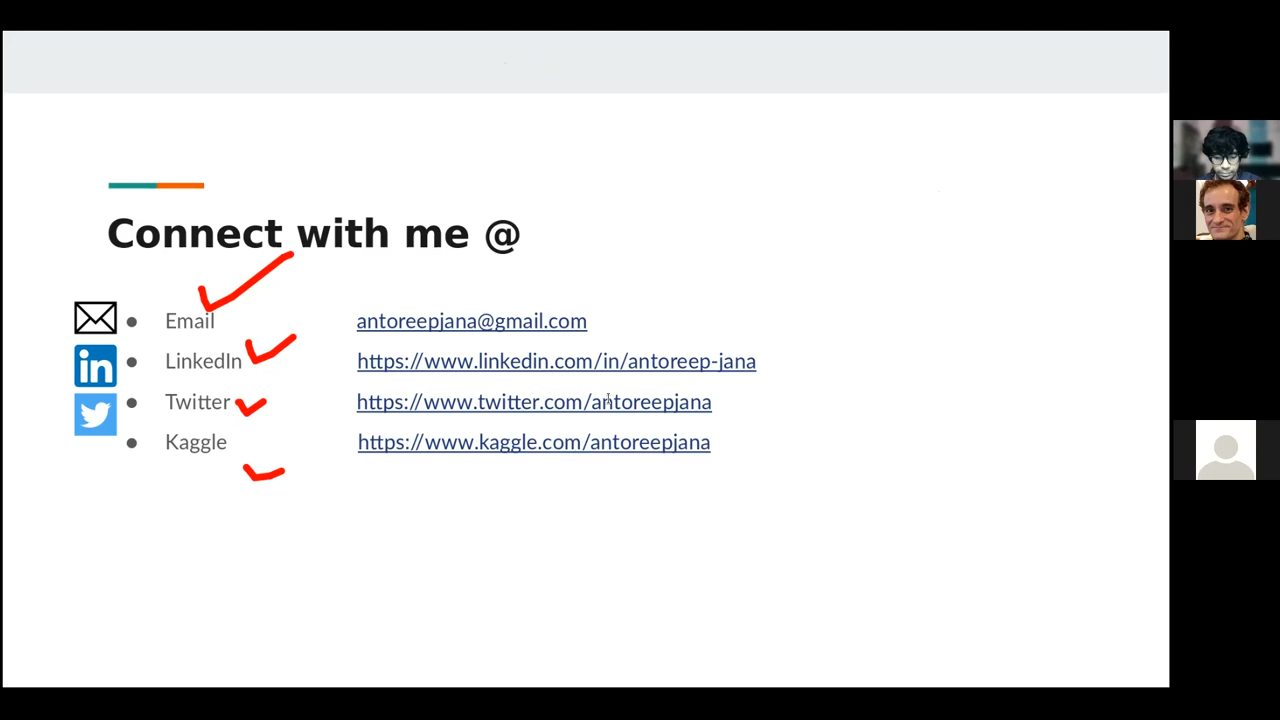 Connect with me @
Email antoreepjana@gmail.com
in LinkedIn https://www.linkedin.com/in/antoreep-jana
Twitter https://www.twitter.com/antoreepjana
Kaggle https://www.kaggle.com/antoreepjana